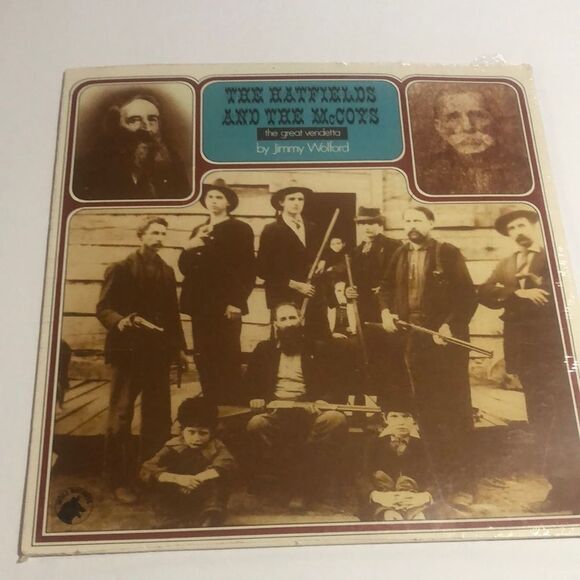 THE HATFIELDS
AND THE McCOYS
the great vendetta
by Jimmy Wolford